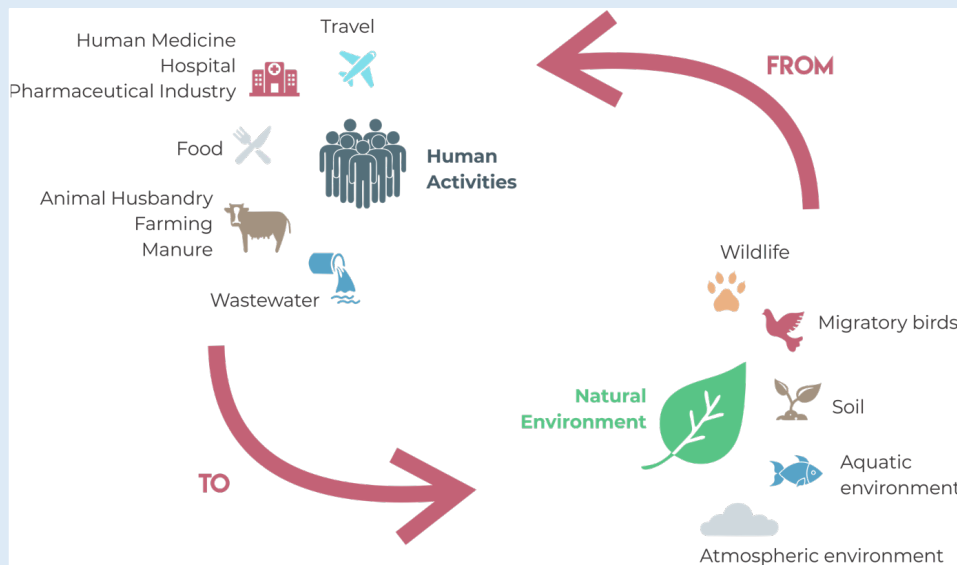 Travel
Human Medicine
Hospital
Pharmaceutical Industry
FROM
Food
Human
Activities
Animal Husbandry
Farming
Manure
Wastewater
Wildlife
Migratory birds
Natural
Environment
Soil
TO
Aquatic
environment
Atmospheric environment